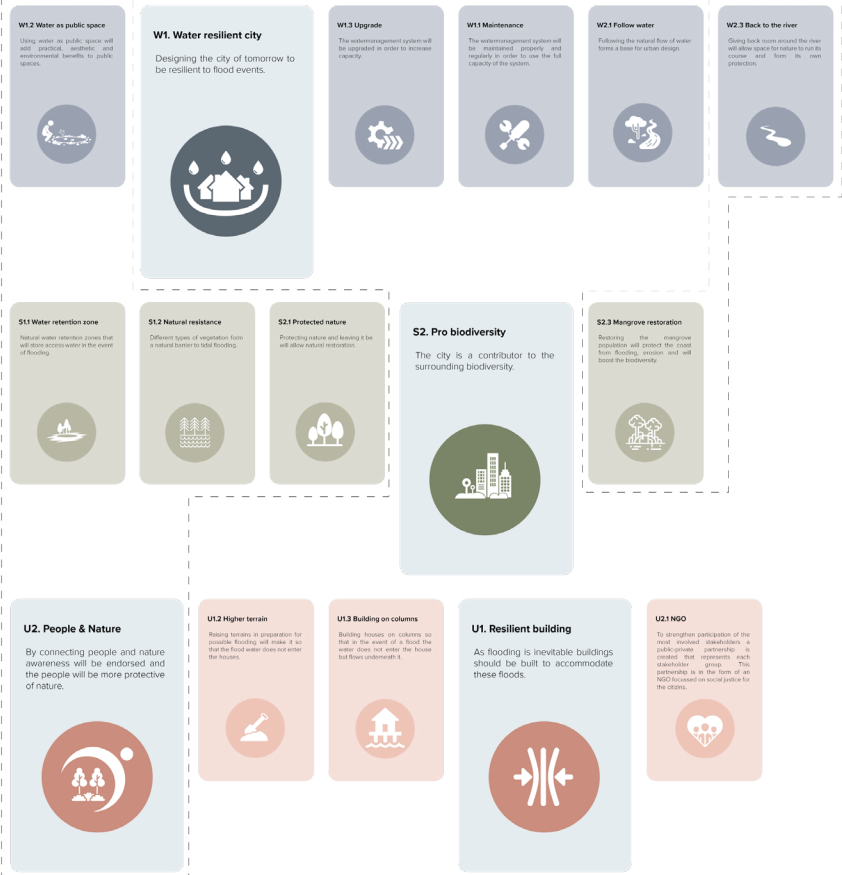 W1.2 Water as public space
Using water as public space will
add practical, aesthetic and
environmental benefits to public
spaces.
W1. Water resilient city
Designing the city of tomorrow to
be resilient to flood events.
W1.3 Upgrade
The watermanagement system will
be upgraded in order to increase
capacity.
W1.1 Maintenance
The watermanagement system will
be maintained properly and
regularly in order to use the full
capacity of the system.
W2.1 Follow water
Following the natural flow of water
forms a base for urban design.
W2.3 Back to the river
Giving back room around the river
will allow space for nature to run its
course and form its own
protection.
S1.1 Water retention zone
Natural water retention zones that
will store access water in the event
of flooding.
S1.2 Natural resistance
Different types of vegetation form
a natural barrier to tidal flooding.
S2.1 Protected nature
Protecting nature and leaving it be
will allow natural restoration.
S2. Pro biodiversity
The city is a contributor to the
surrounding biodiversity.
S2.3 Mangrove restoration
Restoring the mangrove
population will protect the coast
from flooding, erosion and will
boost the biodiversity.
U2. People & Nature
By connecting people and nature
awareness will be endorsed and
the people will be more protective
of nature.
U1.2 Higher terrain
Raising terrains in preparation for
possible flooding will make it so
that the flood water does not enter
the houses.
U1.3 Building on columns
Building houses on columns so
that in the event of a flood the
water does not enter the house
but flows underneath it.
U1. Resilient building
As flooding is inevitable buildings
should be built to accommodate
these floods.
U2.1 NGO
To strengthen participation of the
most involved stakeholders a
public-private partnership is
created that represents each
stakeholder group. This
partnership is in the form of an
NGO focussed on social justice for
the citizins.